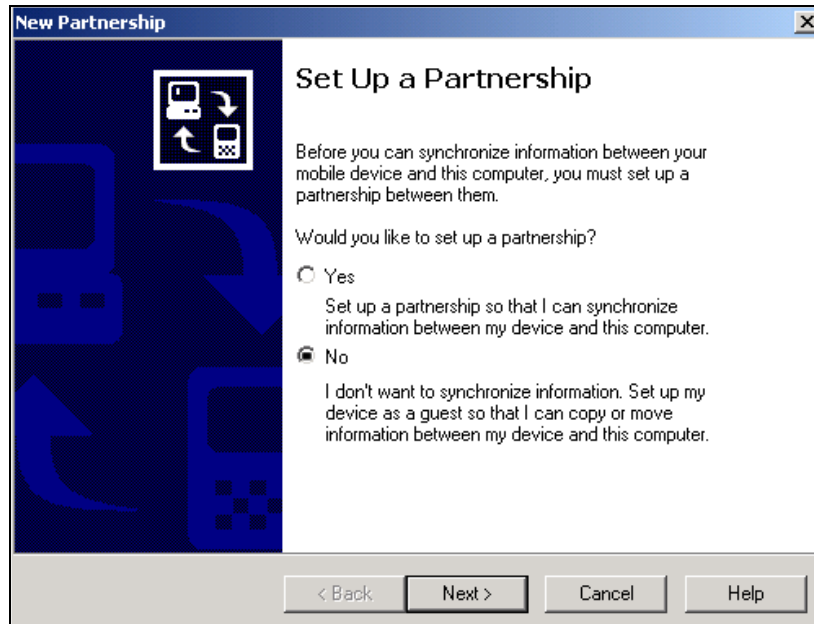 New Partnership
Set Up a Partnership
Before you can synchronize information between your
mobile device and this computer, you must set up a
partnership between them.
Would you like to set up a partnership?
Yes
Set up a partnership so that I can synchronize
information between my device and this computer.
No
I don't want to synchronize information. Set up my
device as a guest so that I can copy or move
information between my device and this computer.
< Back Next > Cancel Help